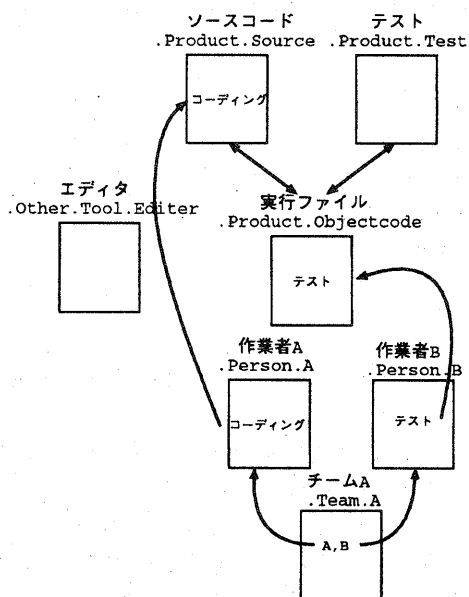 ソースコード
.Product.Source
テスト
.Product.Test
コーディング
エディタ
.Other.Tool.Editer
実行ファイル
.Product.Objectcode
テスト
作業者A
.Person.A
作業者B
.Person.B
コーディング
テスト
チームA
.Team.A
A,B